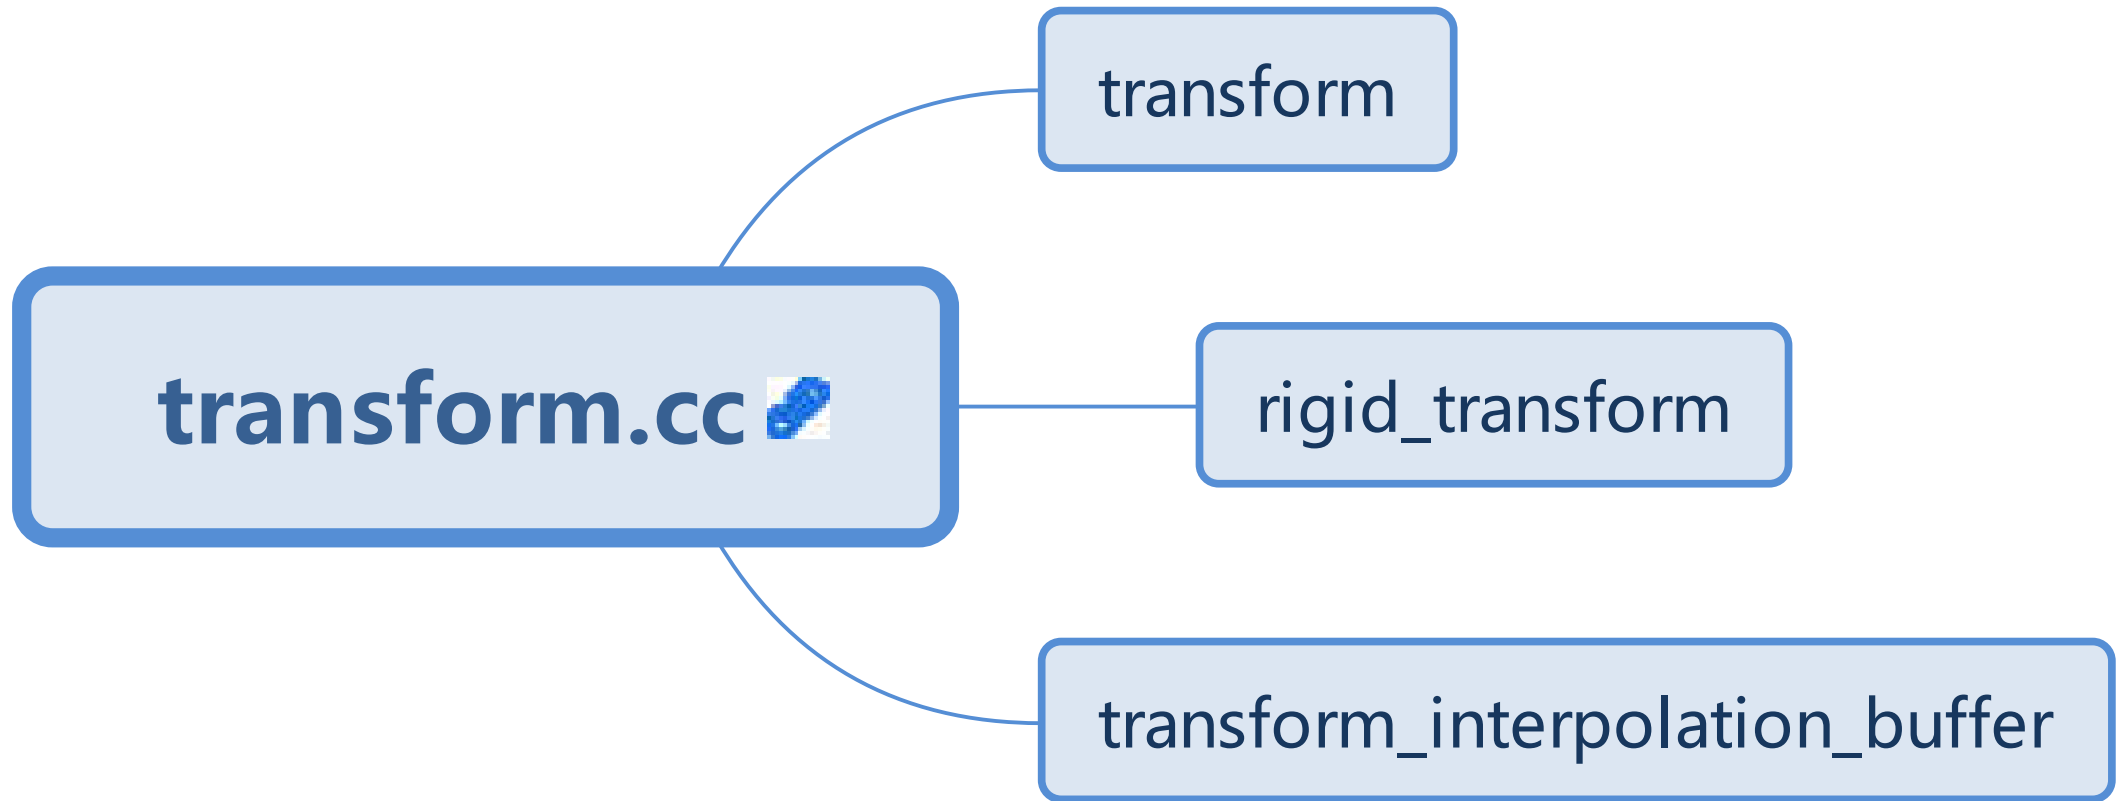 transform
transform.cc
rigid_transform
transform_interpolation_buffer